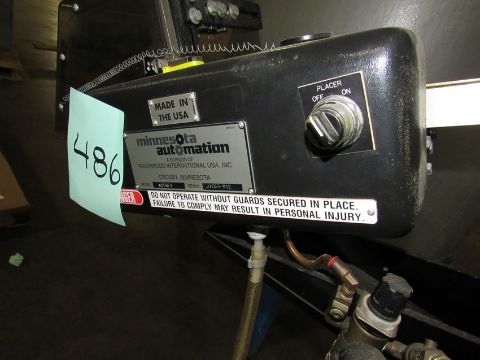 PLACER
OFF ON
MADE IN
THE USA
486
minnesota
automation
A DIVISION OF
RIVERWOOD INTERNATIONAL USA, INC.
CROSBY, MINNESOTA
DO NOT OPERATE WITHOUT GUARDS SECURED IN PLACE.
FAILURE TO COMPLY MAY RESULT IN PERSONAL INJURY.